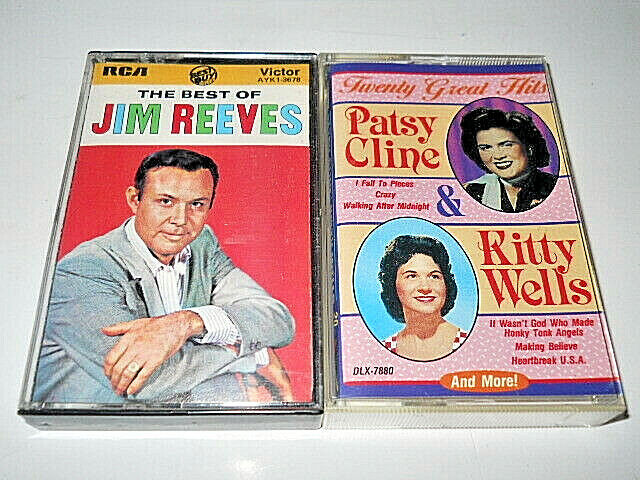 RCA
BEST BUY
Victor
AYK1-3678
THE BEST OF
JIM REEVES
Twenty Great Hits
Patsy
Cline
I Fall To Pieces
Crazy
Walking After Midnight
&
Kitty
Wells
It Wasn't God Who Made
Honky Tonk Angels
Making Believe
Heartbreak U.S.A.
DLX-7880
And More!